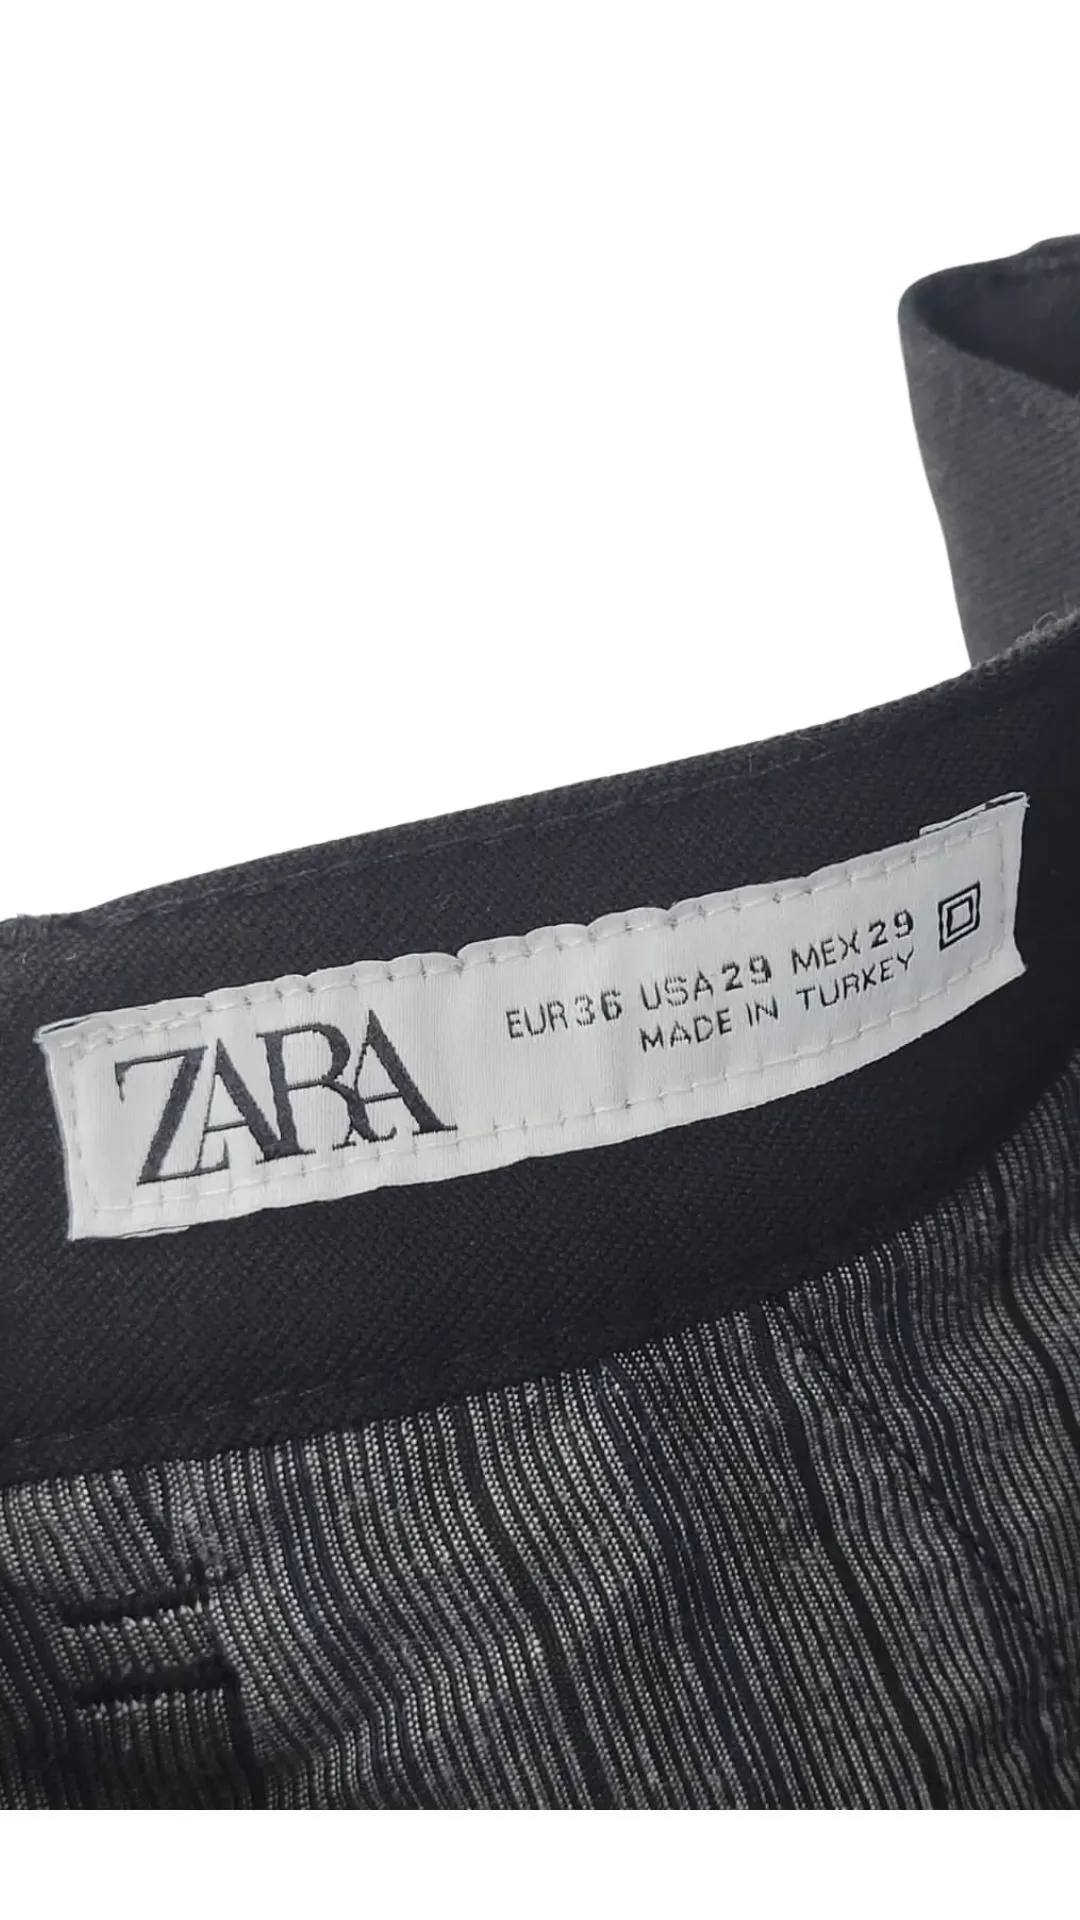 ZARA
EUR 36 USA 29 MEX 29
MADE IN TURKEY